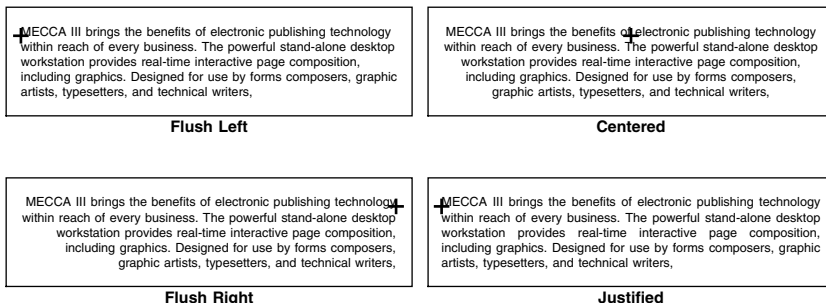 MECCA III brings the benefits of electronic publishing technology
within reach of every business. The powerful stand-alone desktop
workstation provides real-time interactive page composition,
including graphics. Designed for use by forms composers, graphic
artists, typesetters, and technical writers,
Flush Left
MECCA III brings the benefits of electronic publishing technology
within reach of every business. The powerful stand-alone desktop
workstation provides real-time interactive page composition,
including graphics. Designed for use by forms composers,
graphic artists, typesetters, and technical writers,
Centered
MECCA III brings the benefits of electronic publishing technology
within reach of every business. The powerful stand-alone desktop
workstation provides real-time interactive page composition,
including graphics. Designed for use by forms composers,
graphic artists, typesetters, and technical writers,
Flush Right
MECCA III brings the benefits of electronic publishing technology
within reach of every business. The powerful stand-alone desktop
workstation provides real-time interactive page composition,
including graphics. Designed for use by forms composers, graphic
artists, typesetters, and technical writers,
Justified